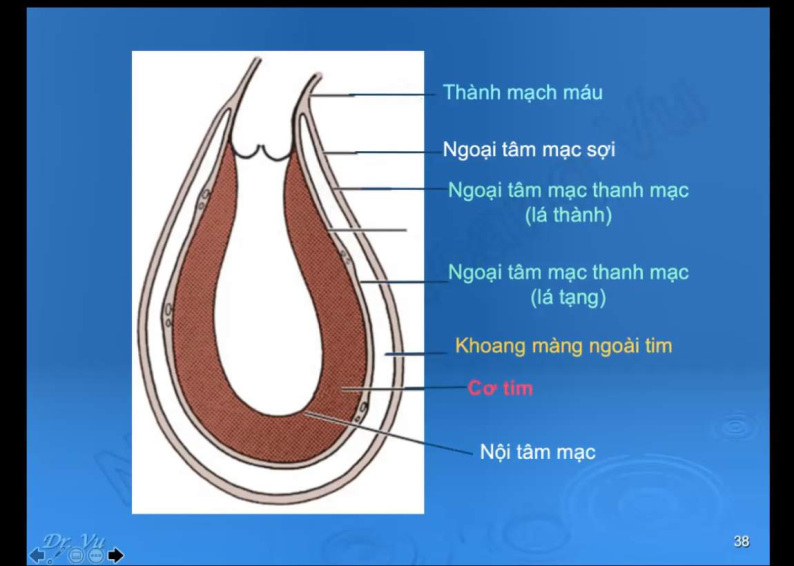 Thành mạch máu
Ngoại tâm mạc sợi
Ngoại tâm mạc thanh mạc
(lá thành)
Ngoại tâm mạc thanh mạc
(lá tạng)
Khoang màng ngoài tim
Cơ tim
Nội tâm mạc
Dr. Vu
38